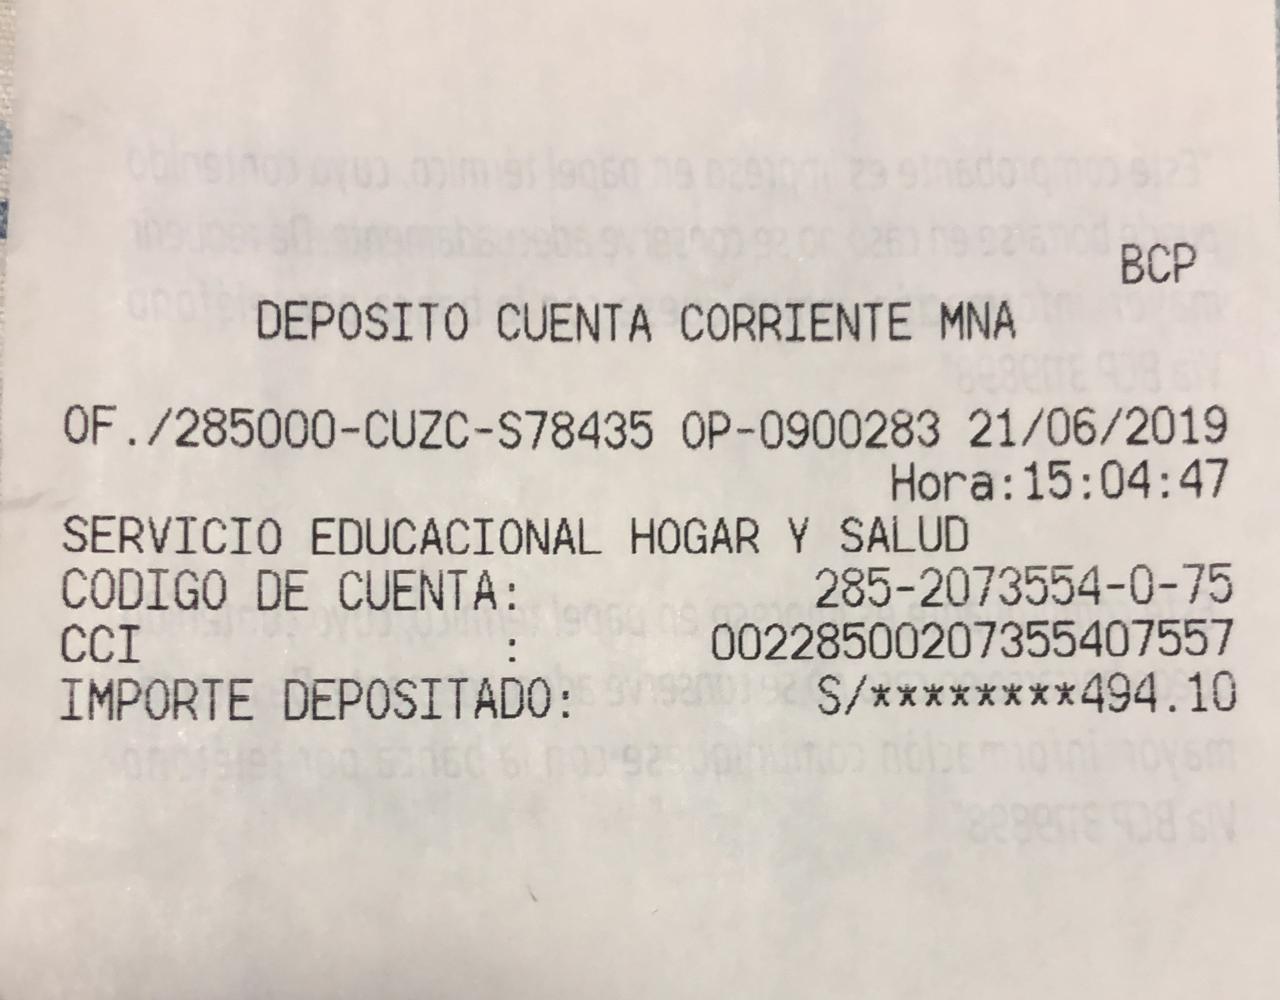 BCP
DEPOSITO CUENTA CORRIENTE MNA
OF./285000-CUZC-S78435 OP-0900283 21/06/2019
Hora:15:04:47
SERVICIO EDUCACIONAL HOGAR Y SALUD
CODIGO DE CUENTA: 285-2073554-0-75
CCI : 00228500207355407557
IMPORTE DEPOSITADO: S/********494.10